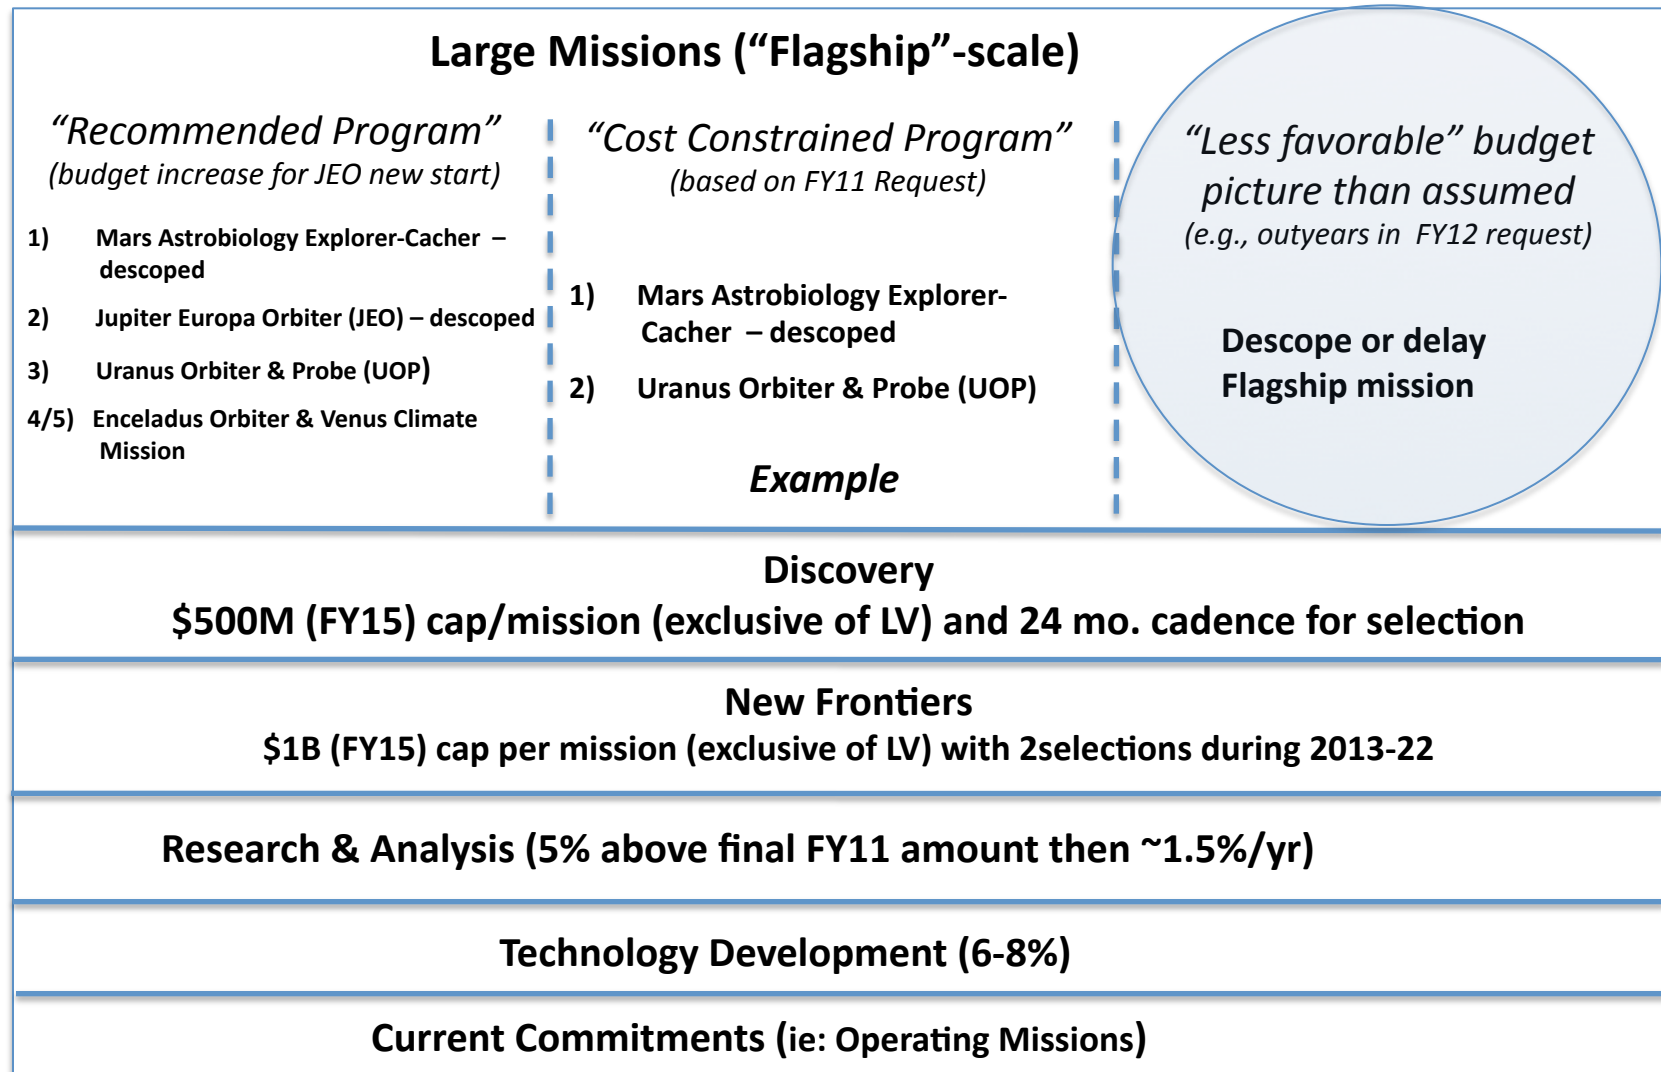 Large Missions (“Flagship”-scale)
“Recommended Program”
(budget increase for JEO new start)
1) Mars Astrobiology Explorer-Cacher –
descoped
2) Jupiter Europa Orbiter (JEO) – descoped
3) Uranus Orbiter & Probe (UOP)
4/5) Enceladus Orbiter & Venus Climate
Mission
“Cost Constrained Program”
(based on FY11 Request)
1) Mars Astrobiology Explorer-
Cacher – descoped
2) Uranus Orbiter & Probe (UOP)
Example
“Less favorable” budget
picture than assumed
(e.g., outyears in FY12 request)
Descope or delay
Flagship mission
Discovery
$500M (FY15) cap/mission (exclusive of LV) and 24 mo. cadence for selection
New Frontiers
$1B (FY15) cap per mission (exclusive of LV) with 2selections during 2013-22
Research & Analysis (5% above final FY11 amount then ~1.5%/yr)
Technology Development (6-8%)
Current Commitments (ie: Operating Missions)